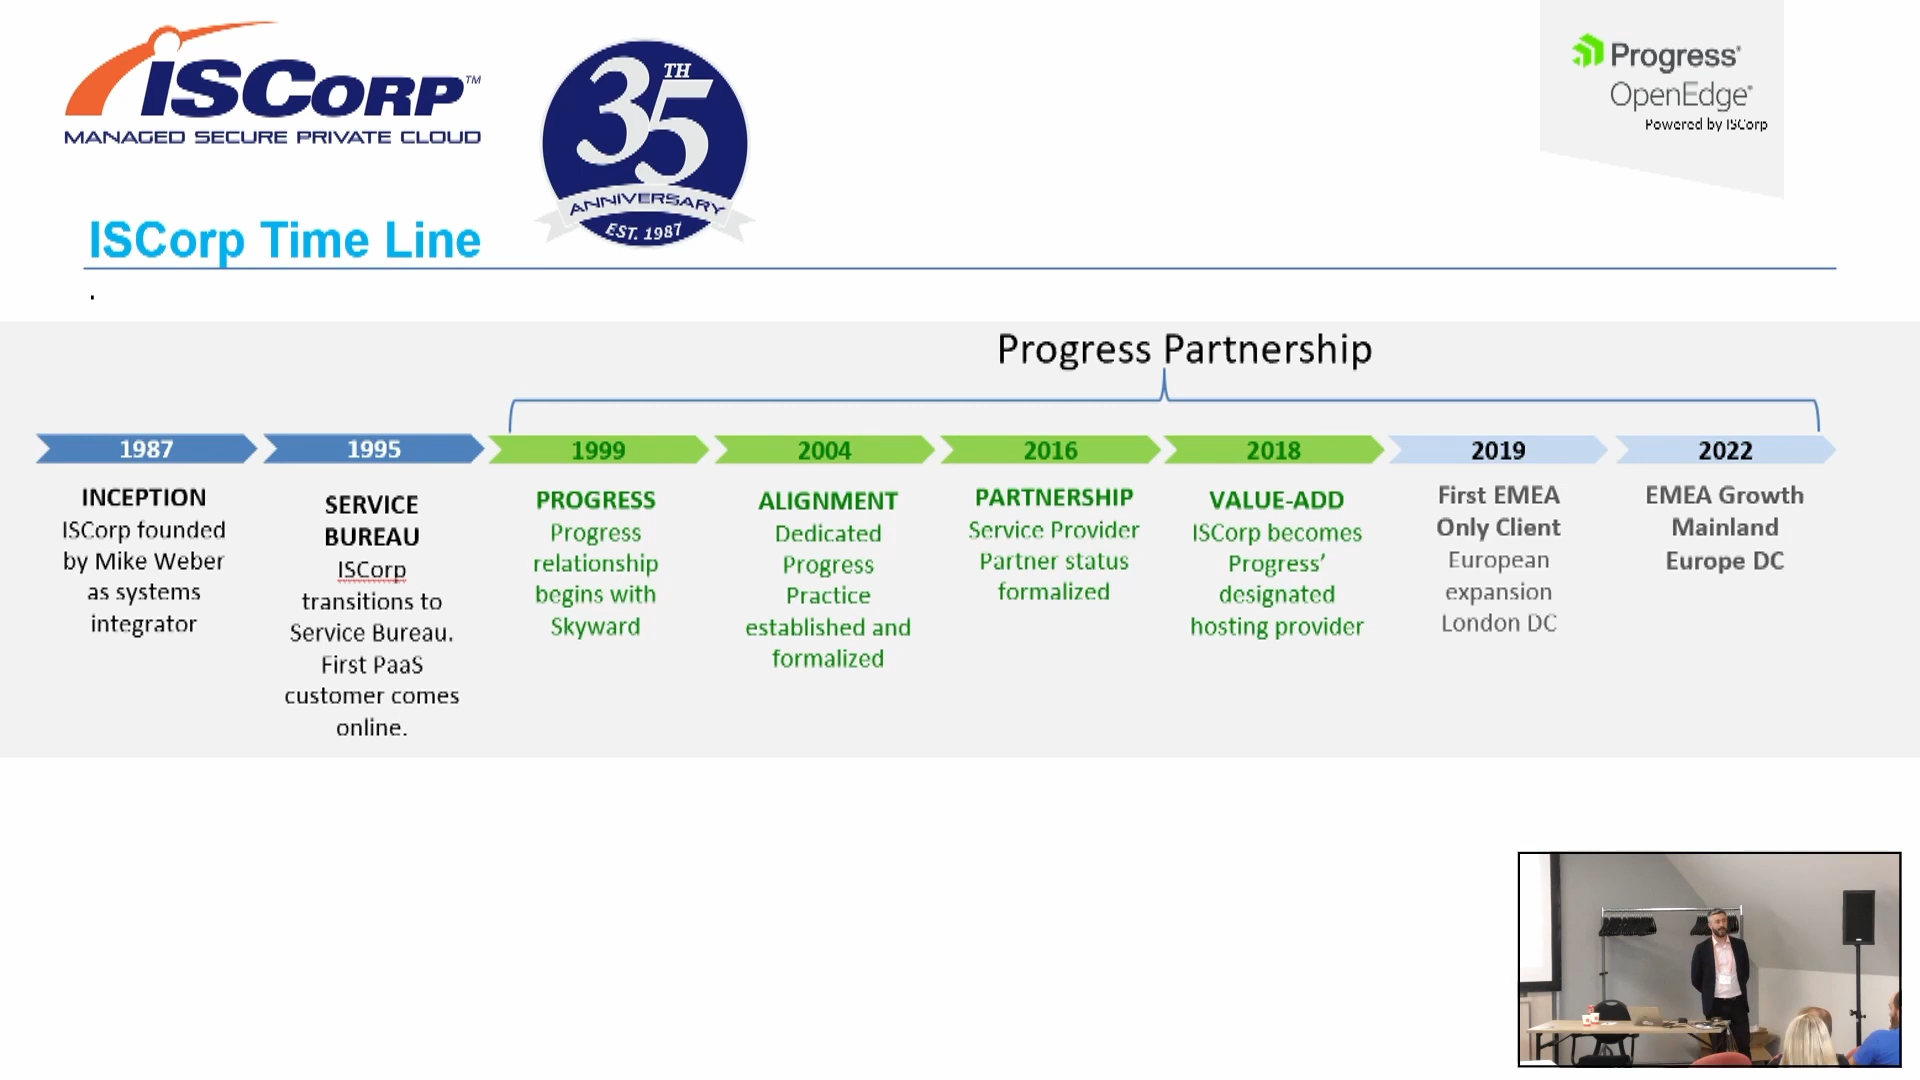 ISCORP™
MANAGED SECURE PRIVATE CLOUD
35TH
ANNIVERSARY
EST. 1987
Progress®
OpenEdge®
Powered by ISCorp
ISCorp Time Line
.
Progress Partnership
1987
INCEPTION
ISCorp founded
by Mike Weber
as systems
integrator
1995
SERVICE
BUREAU
ISCorp
transitions to
Service Bureau.
First PaaS
customer comes
online.
1999
PROGRESS
Progress
relationship
begins with
Skyward
2004
ALIGNMENT
Dedicated
Progress
Practice
established and
formalized
2016
PARTNERSHIP
Service Provider
Partner status
formalized
2018
VALUE-ADD
ISCorp becomes
Progress’
designated
hosting provider
2019
First EMEA
Only Client
European
expansion
London DC
2022
EMEA Growth
Mainland
Europe DC